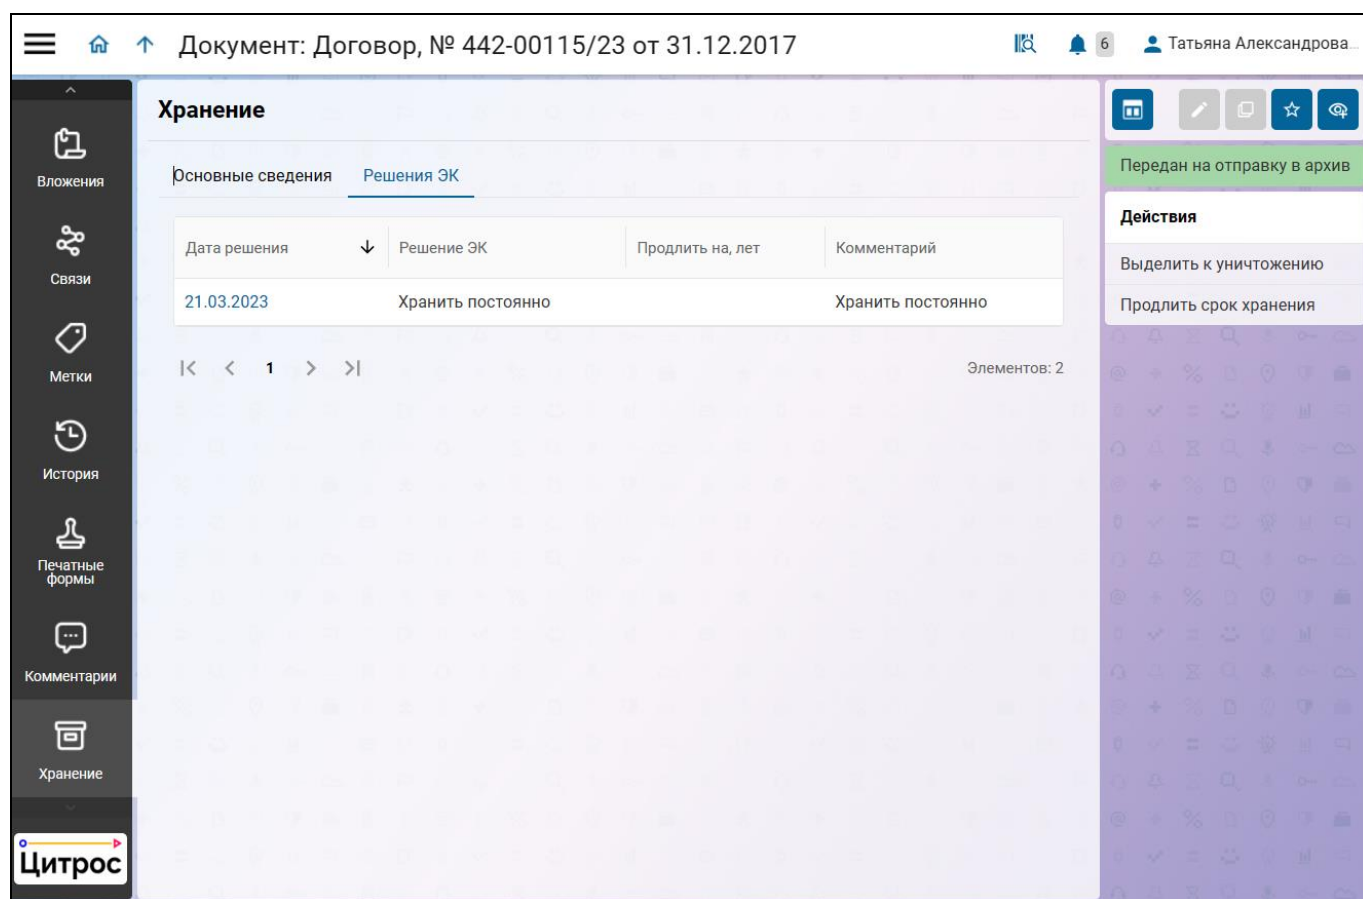 Документ: Договор, № 442-00115/23 от 31.12.2017
6
Татьяна Александрова...
Вложения
Связи
Метки
История
Печатные
формы
Комментарии
Хранение
Цитрос
Хранение
Основные сведения Решения ЭК
Дата решения Решение ЭК Продлить на, лет Комментарий
21.03.2023 Хранить постоянно Хранить постоянно
1
Элементов: 2
Передан на отправку в архив
Действия
Выделить к уничтожению
Продлить срок хранения